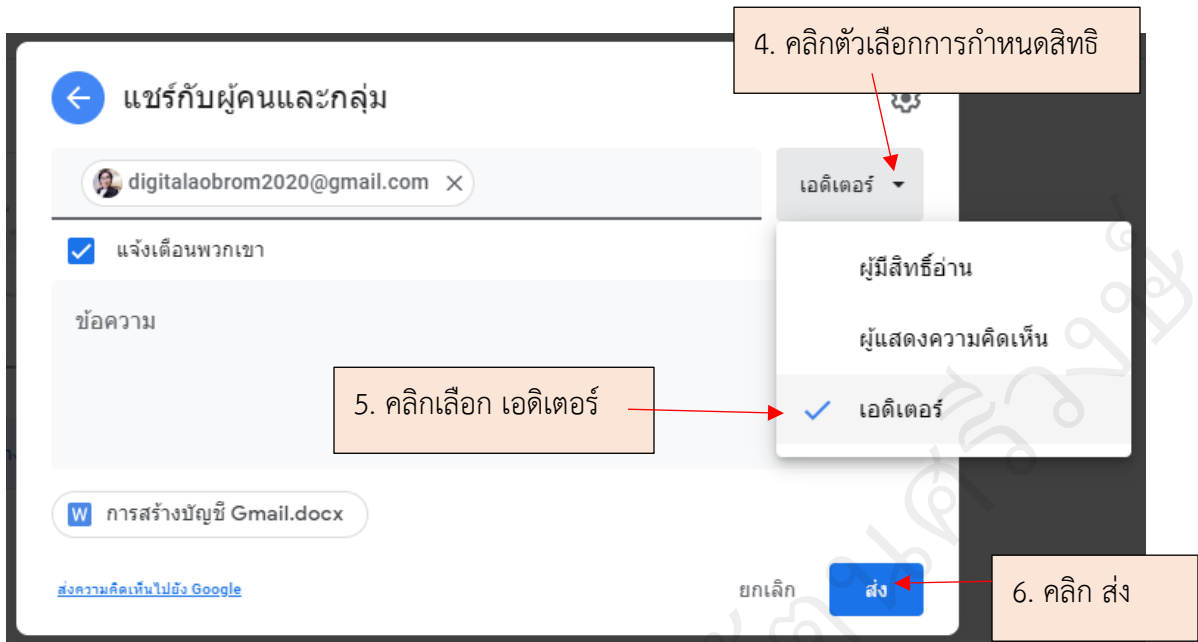 4. คลิกตัวเลือกการกำหนดสิทธิ
แชร์กับผู้คนและกลุ่ม
digitalaobrom2020@gmail.com
เอดิเตอร์
แจ้งเตือนพวกเขา
ผู้มีสิทธิ์อ่าน
ข้อความ
ผู้แสดงความคิดเห็น
5. คลิกเลือก เอดิเตอร์
เอดิเตอร์
W การสร้างบัญชี Gmail.docx
ส่งความคิดเห็นไปยัง Google
ยกเลิก
ส่ง
6. คลิก ส่ง